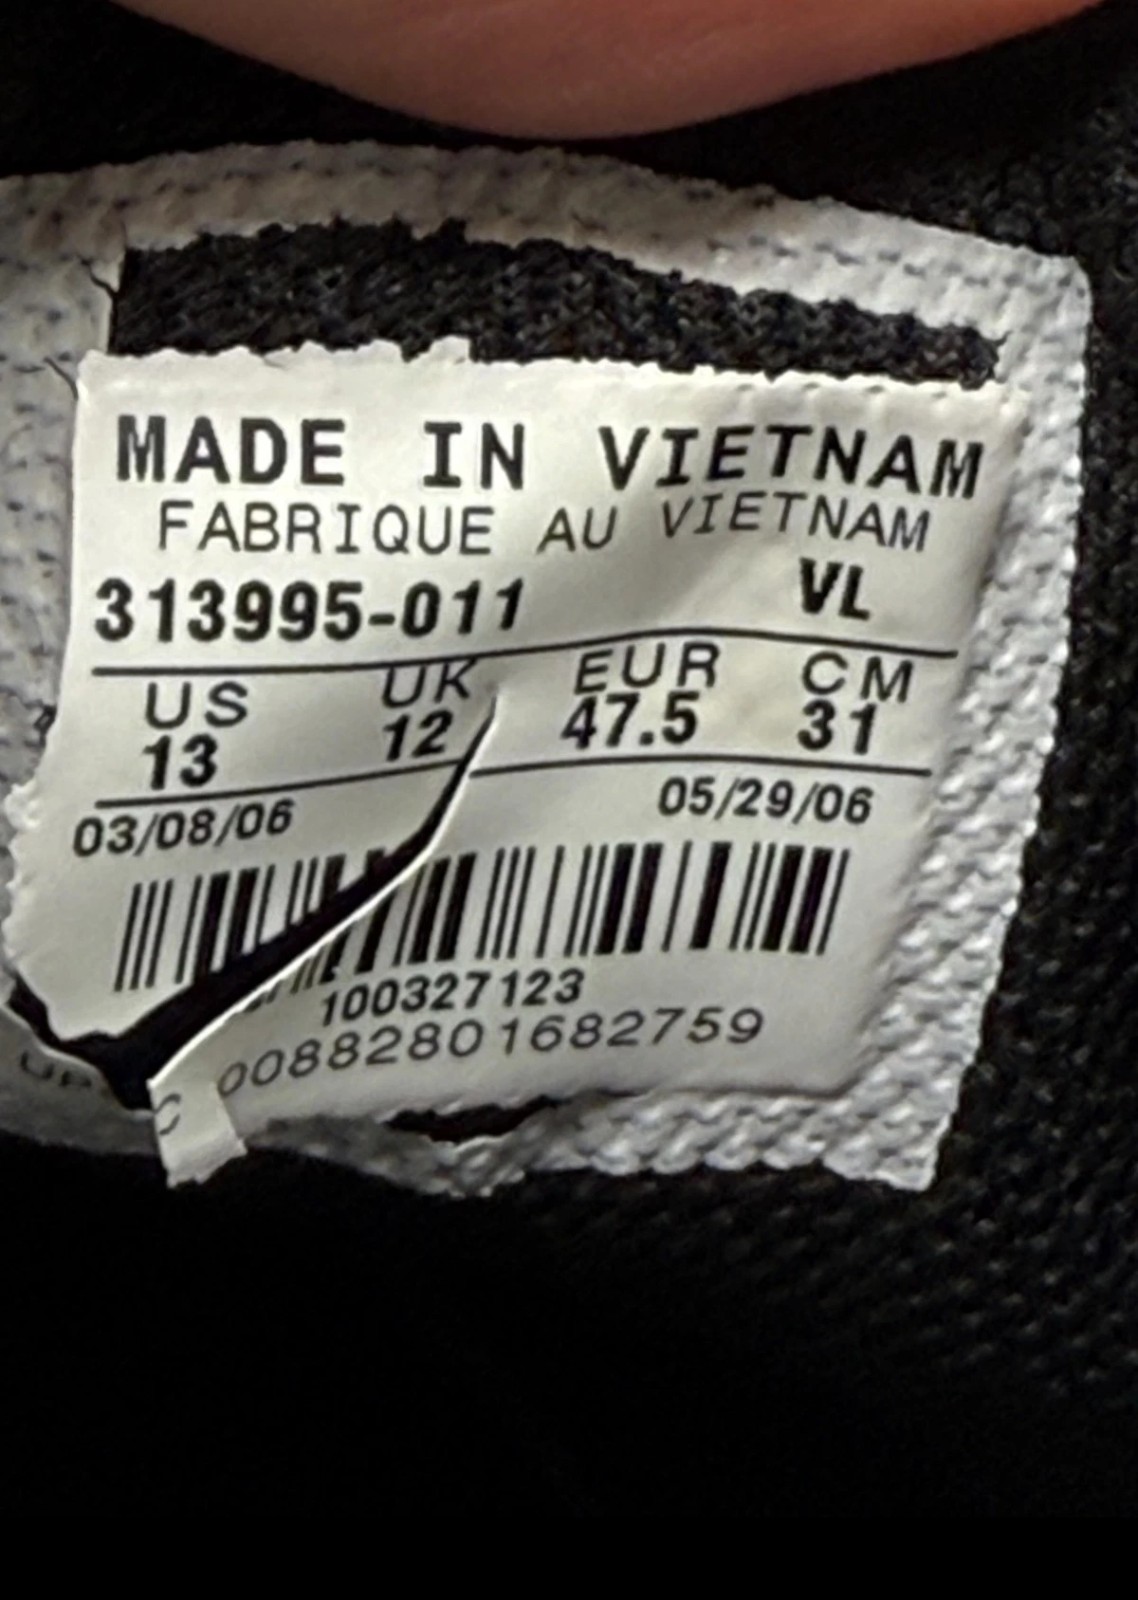 MADE IN VIETNAM
FABRIQUE AU VIETNAM
313995-011 VL
US UK EUR CM
13 12 47.5 31
03/08/06 05/29/06
100327123
UPC 00882801682759